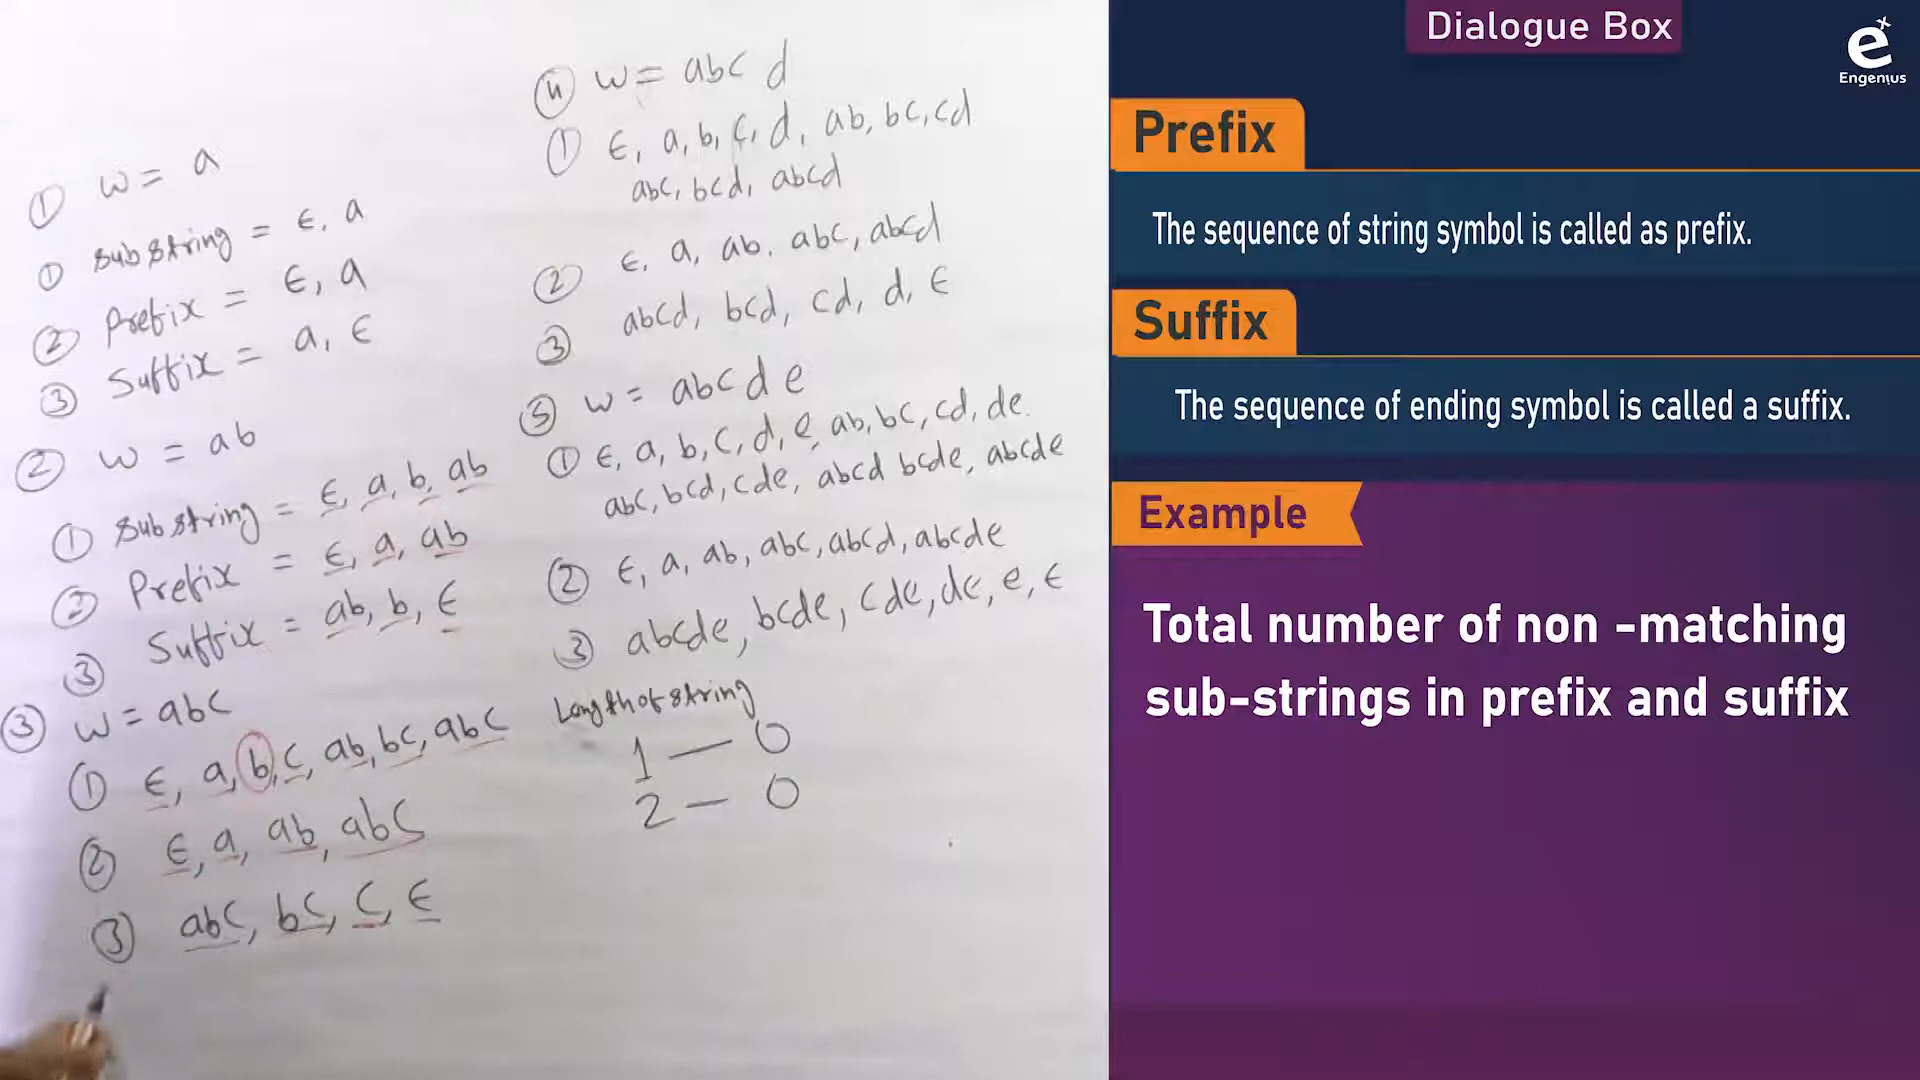 ① w = a
① Substring = ε, a
② Prefix = ε, a
③ Suffix = a, ε
② w = ab
① Substring = ε, a, b, ab
② Prefix = ε, a, ab
③ Suffix = ab, b, ε
③ w = abc
① ε, a, b, c, ab, bc, abc
② ε, a, ab, abc
③ abc, bc, c, ε
④ w = abc d
① ε, a, b, c, d, ab, bc, cd
abc, bcd, abcd
② ε, a, ab, abc, abcd
③ abcd, bcd, cd, d, ε
⑤ w = abc d e
① ε, a, b, c, d, e, ab, bc, cd, de.
abc, bcd, cde, abcd bcde, abcde
② ε, a, ab, abc, abcd, abcde
③ abcde, bcde, cde, de, e, ε
Length of string
1 — 0
2 — 0
Dialogue Box
ex
Engenius
Prefix
The sequence of string symbol is called as prefix.
Suffix
The sequence of ending symbol is called a suffix.
Example
Total number of non -matching
sub-strings in prefix and suffix